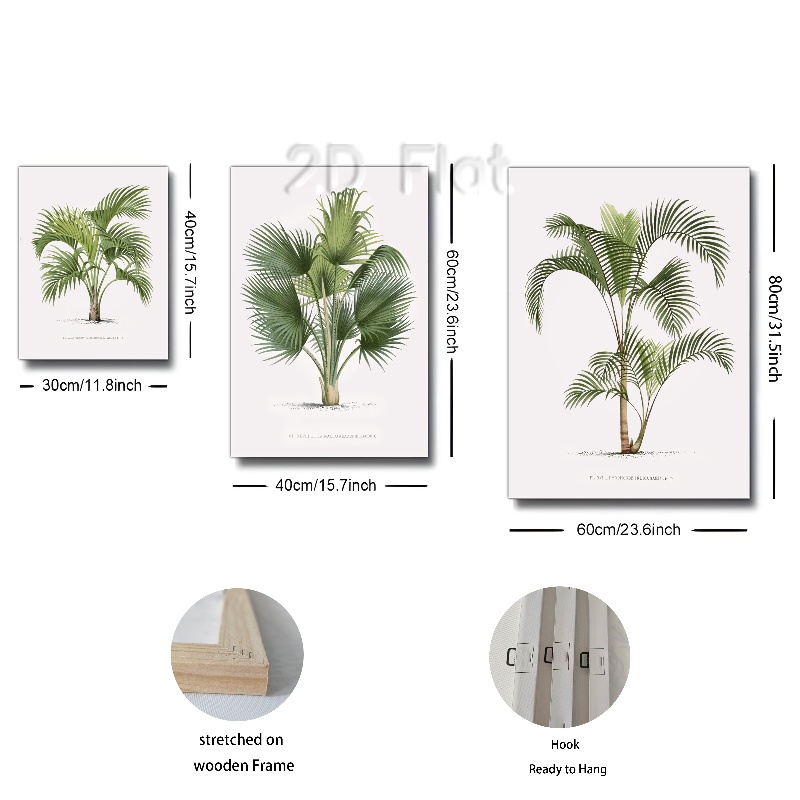 2D Flat
40cm/15.7inch
30cm/11.8inch
60cm/23.6inch
40cm/15.7inch
80cm/31.5inch
60cm/23.6inch
stretched on
wooden Frame
Hook
Ready to Hang